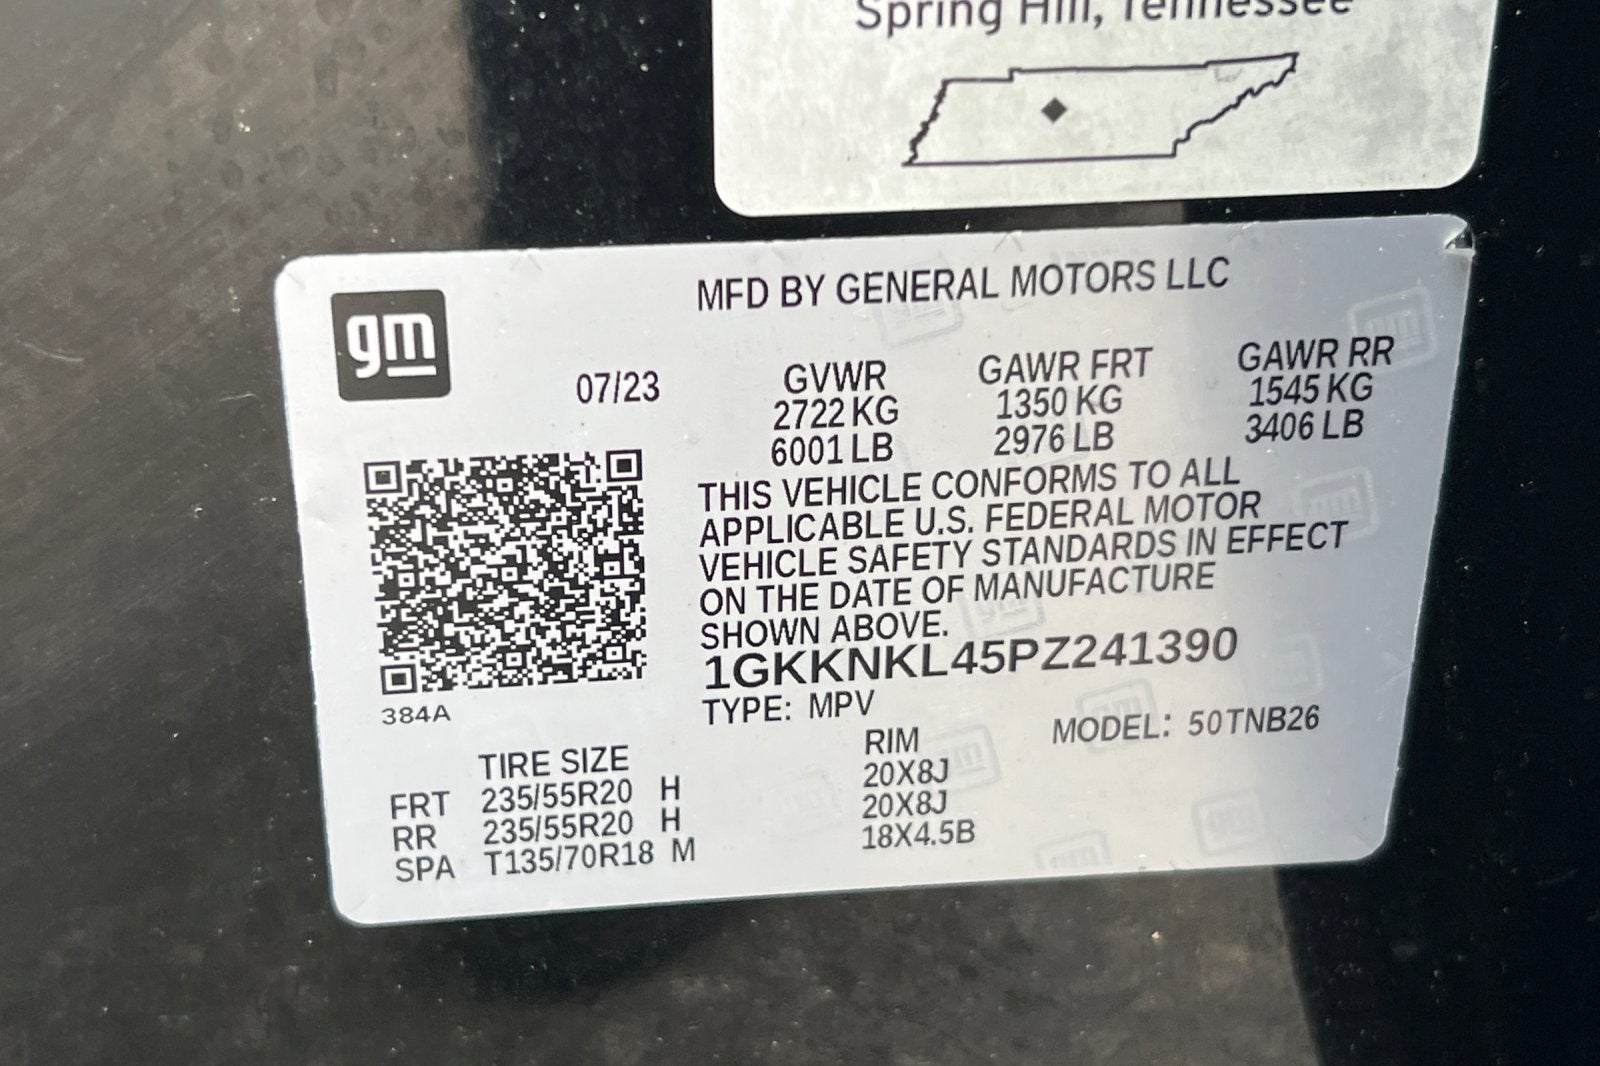 Spring Hill, Tennessee
gm
MFD BY GENERAL MOTORS LLC
07/23
GVWR GAWR FRT GAWR RR
2722 KG 1350 KG 1545 KG
6001 LB 2976 LB 3406 LB
THIS VEHICLE CONFORMS TO ALL
APPLICABLE U.S. FEDERAL MOTOR
VEHICLE SAFETY STANDARDS IN EFFECT
ON THE DATE OF MANUFACTURE
SHOWN ABOVE.
1GKKNKL45PZ241390
384A
TYPE: MPV MODEL: 50TNB26
TIRE SIZE RIM
FRT 235/55R20 H 20X8J
RR 235/55R20 H 20X8J
SPA T135/70R18 M 18X4.5B